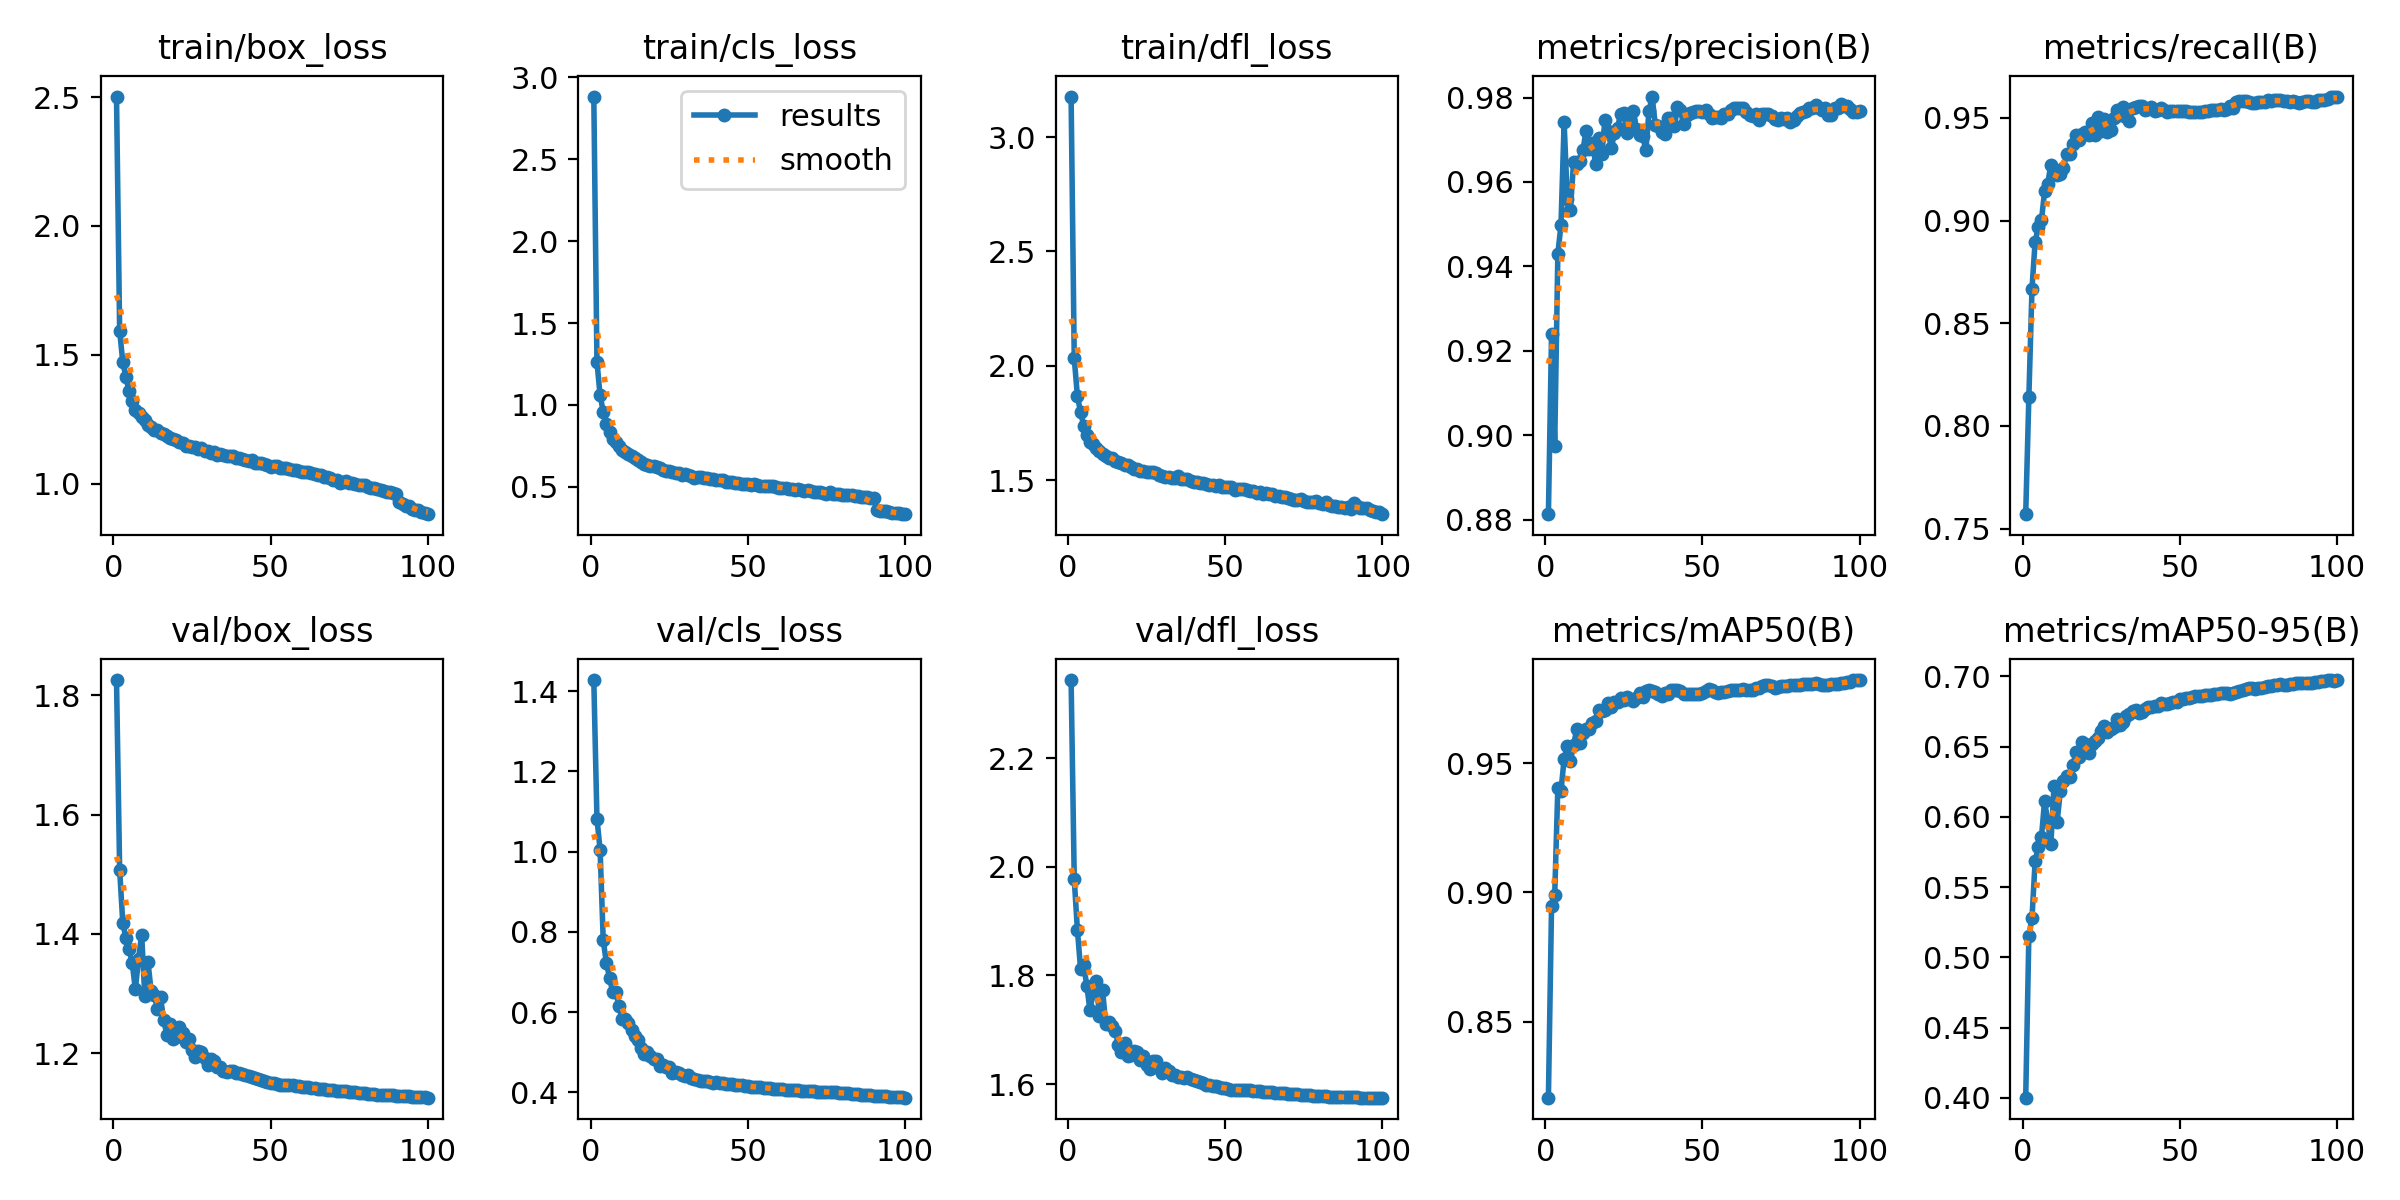 train/box_loss
2.5
2.0
1.5
1.0
0 50 100
train/cls_loss
3.0
2.5
2.0
1.5
1.0
0.5
0 50 100
results
smooth
train/dfl_loss
3.0
2.5
2.0
1.5
0 50 100
metrics/precision(B)
0.98
0.96
0.94
0.92
0.90
0.88
0 50 100
metrics/recall(B)
0.95
0.90
0.85
0.80
0.75
0 50 100
val/box_loss
1.8
1.6
1.4
1.2
0 50 100
val/cls_loss
1.4
1.2
1.0
0.8
0.6
0.4
0 50 100
val/dfl_loss
2.2
2.0
1.8
1.6
0 50 100
metrics/mAP50(B)
0.95
0.90
0.85
0 50 100
metrics/mAP50-95(B)
0.70
0.65
0.60
0.55
0.50
0.45
0.40
0 50 100